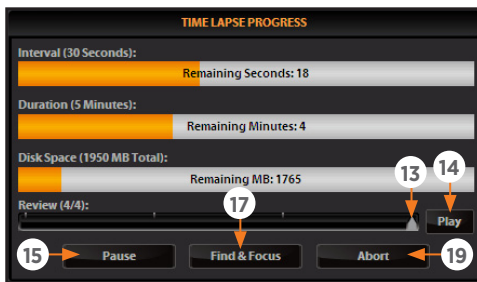 TIME LAPSE PROGRESS
Interval (30 Seconds):
Remaining Seconds: 18
Duration (5 Minutes):
Remaining Minutes: 4
Disk Space (1950 MB Total):
Remaining MB: 1765
13
14
Review (4/4):
17
Play
15
Pause
Find & Focus
Abort
19